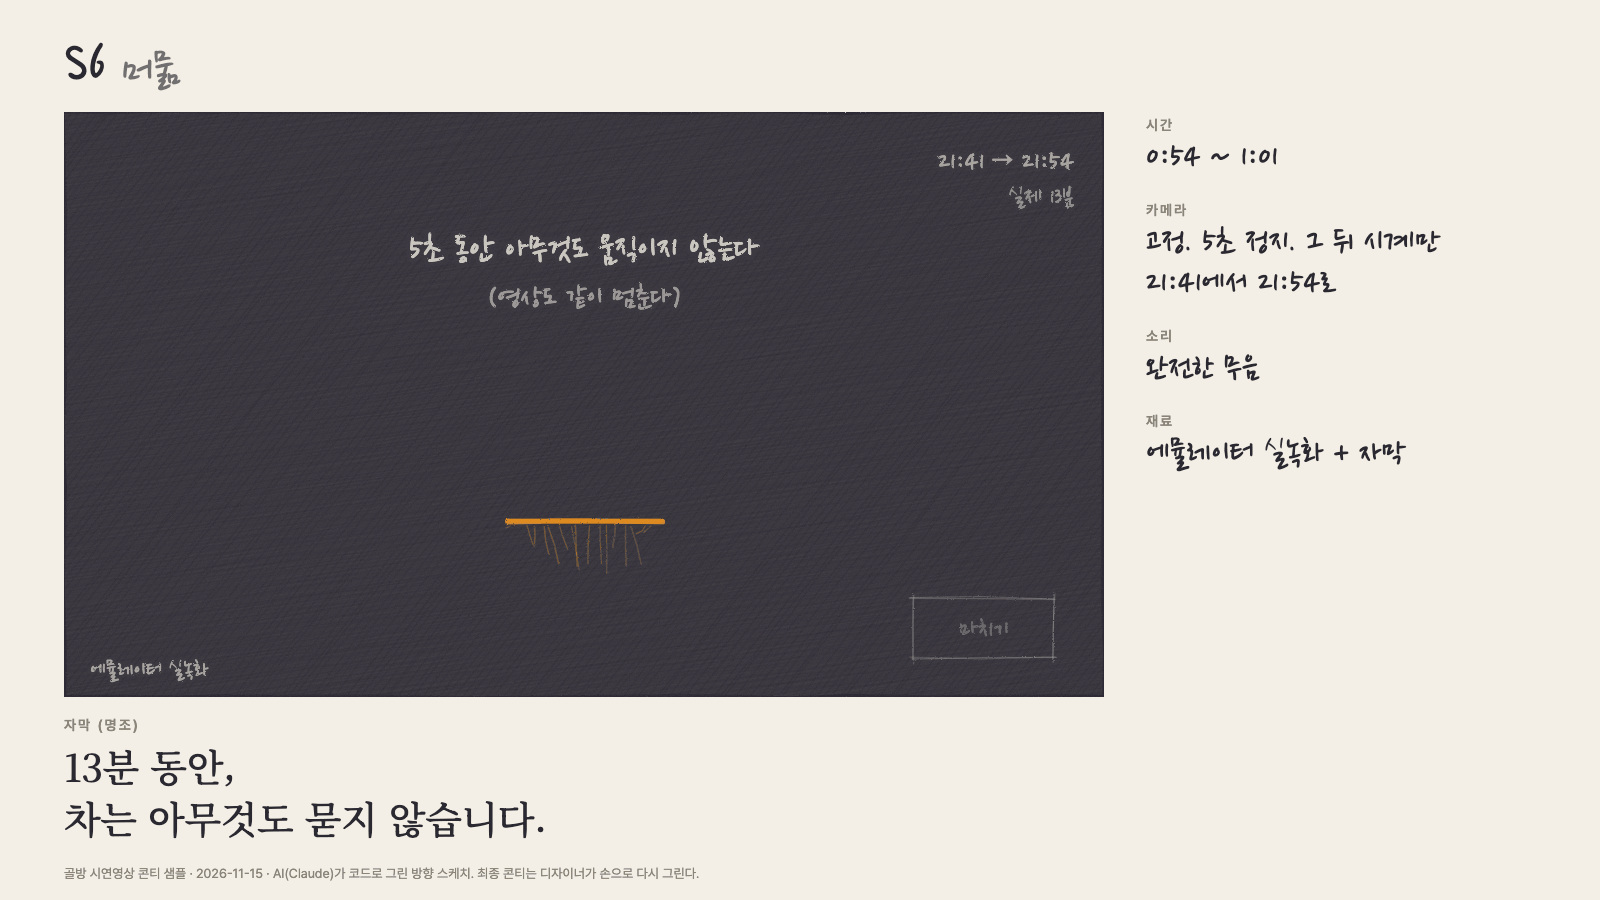 S6 머묾
21:41 → 21:54
실제 13분
5초 동안 아무것도 움직이지 않는다
(영상도 같이 멈춘다)
마치기
에뮬레이터 실녹화
시간
0:54 ~ 1:01
카메라
고정. 5초 정지. 그 뒤 시계만
21:41에서 21:54로
소리
완전한 무음
재료
에뮬레이터 실녹화 + 자막
자막 (명조)
13분 동안,
차는 아무것도 묻지 않습니다.
골방 시연영상 콘티 샘플 · 2026-11-15 · AI(Claude)가 코드로 그린 방향 스케치. 최종 콘티는 디자이너가 손으로 다시 그린다.